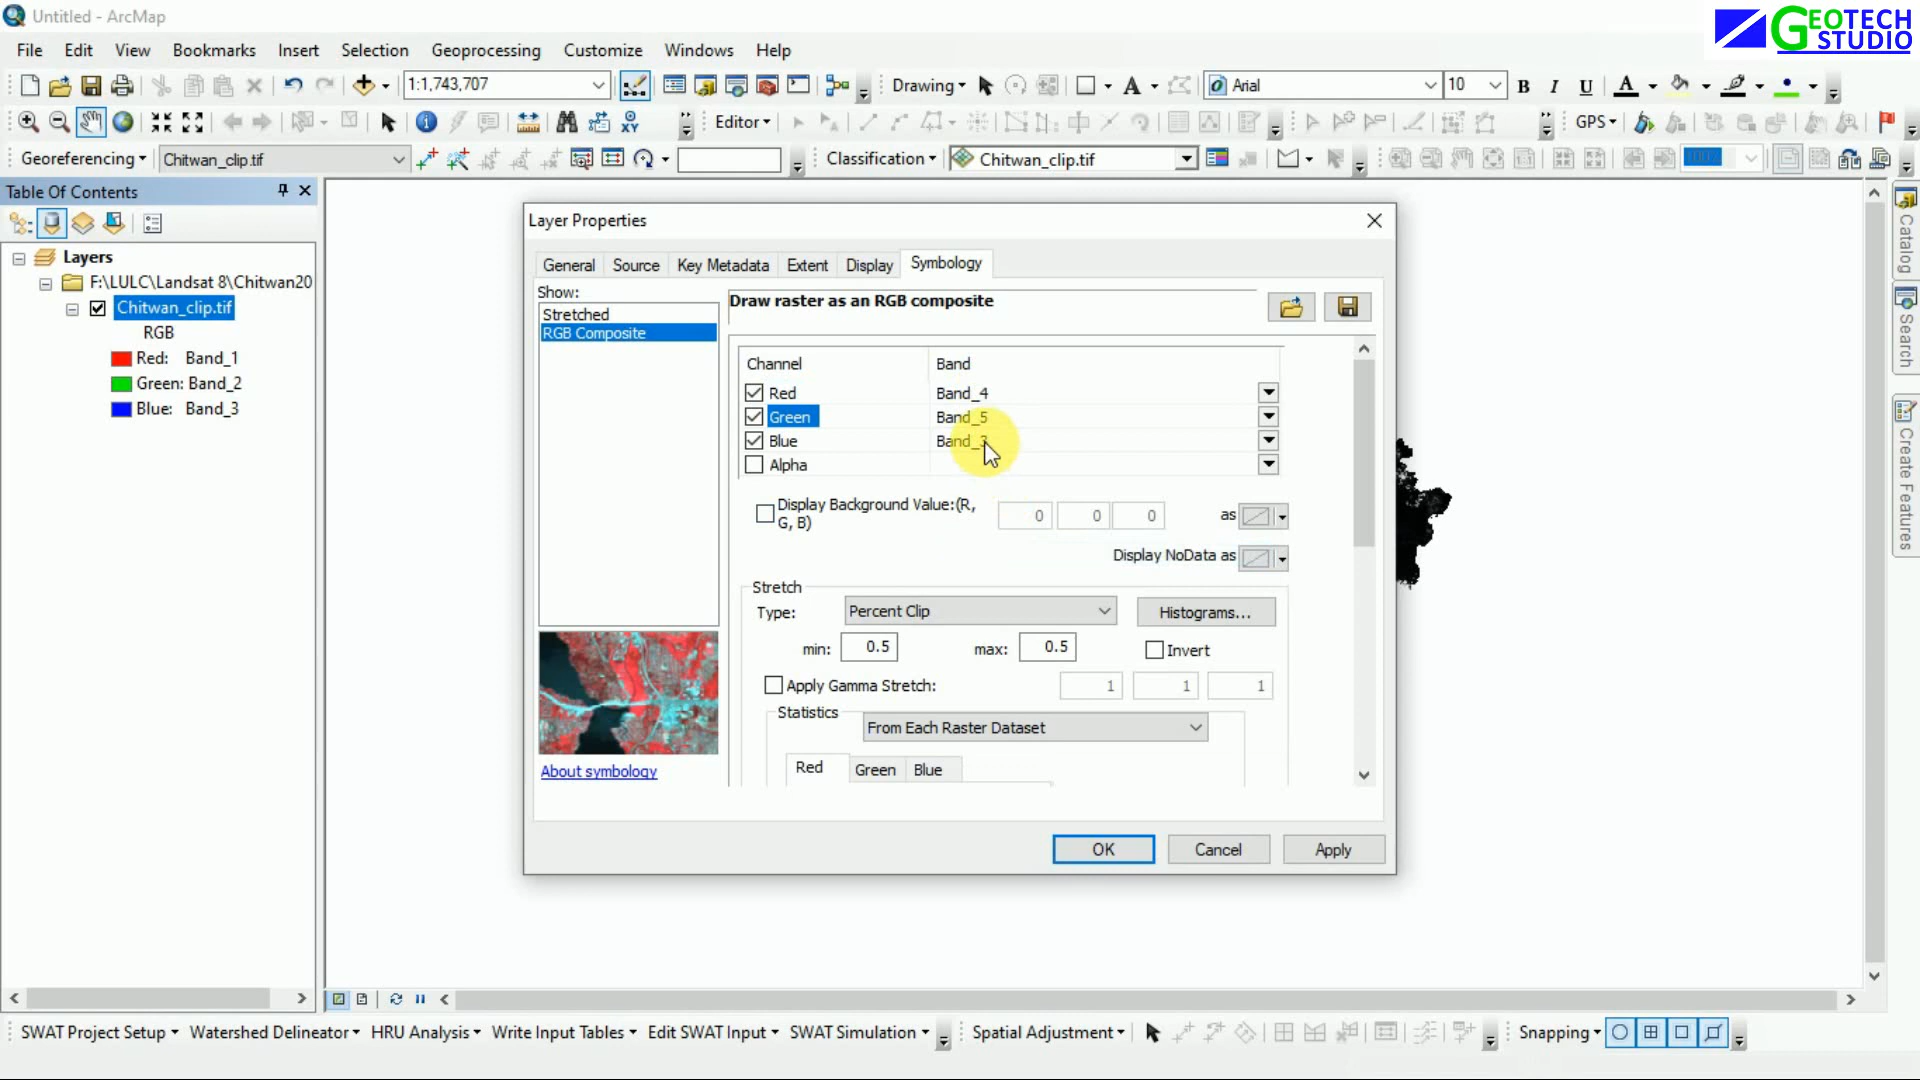 Untitled - ArcMap
GEOTECH
STUDIO
File Edit View Bookmarks Insert Selection Geoprocessing Customize Windows Help
1:1,743,707 Drawing Arial 10 B I U A
Editor GPS
Georeferencing Chitwan_clip.tif Classification Chitwan_clip.tif 100%
Table Of Contents
Layers
F:\LULC\Landsat 8\Chitwan20
Chitwan_clip.tif
RGB
Red: Band_1
Green: Band_2
Blue: Band_3
Layer Properties
General Source Key Metadata Extent Display Symbology
Show:
Stretched
RGB Composite
About symbology
Draw raster as an RGB composite
Channel Band
Red Band_4
Green Band_5
Blue Band_3
Alpha
Display Background Value:(R, G, B) 0 0 0 as
Display NoData as
Stretch
Type: Percent Clip Histograms...
min: 0.5 max: 0.5 Invert
Apply Gamma Stretch: 1 1 1
Statistics From Each Raster Dataset
Red Green Blue
OK Cancel Apply
Catalog
Search
Create Features
SWAT Project Setup Watershed Delineator HRU Analysis Write Input Tables Edit SWAT Input SWAT Simulation Spatial Adjustment Snapping